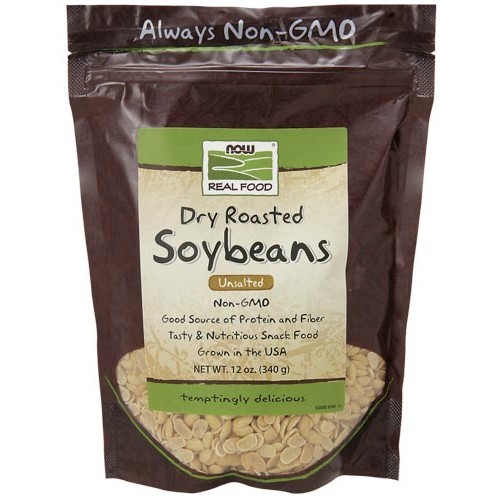 Always Non-GMO
now
REAL FOOD®
Dry Roasted
Soybeans
Unsalted
Non-GMO
Good Source of Protein and Fiber
Tasty & Nutritious Snack Food
Grown in the USA
NET WT. 12 oz. (340 g)
temptingly delicious